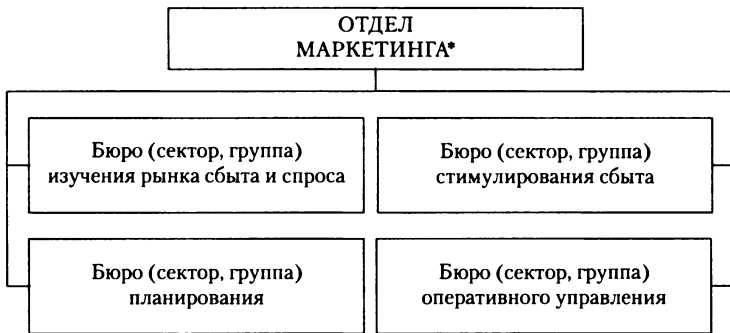 ОТДЕЛ
МАРКЕТИНГА*
Бюро (сектор, группа)
изучения рынка сбыта и спроса
Бюро (сектор, группа)
стимулирования сбыта
Бюро (сектор, группа)
планирования
Бюро (сектор, группа)
оперативного управления